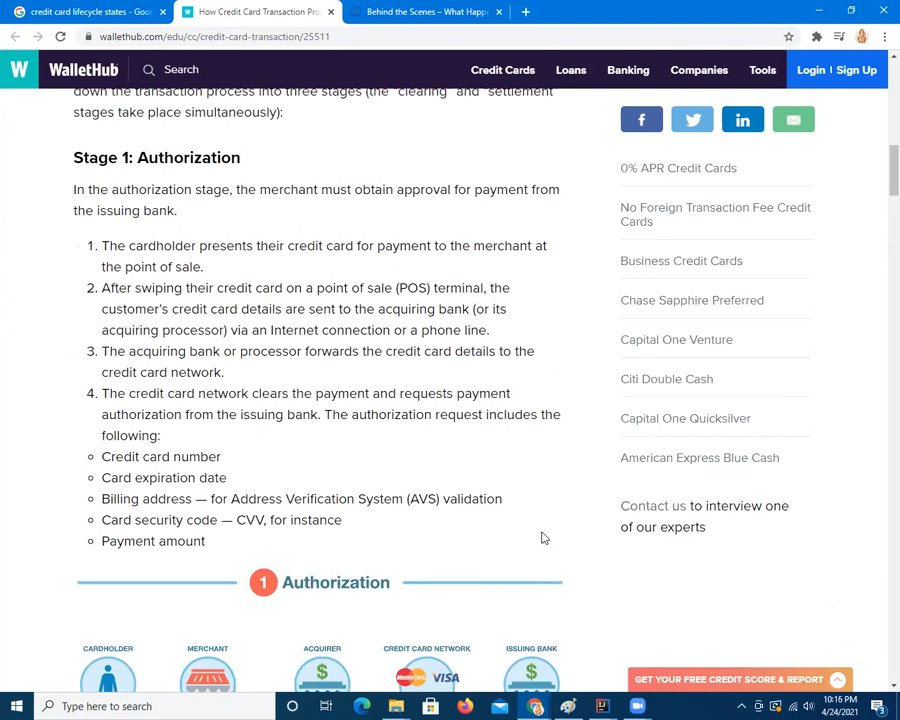 credit card lifecycle states - Goo
How Credit Card Transaction Pro
Behind the Scenes – What Happ
wallethub.com/edu/cc/credit-card-transaction/25511
W WalletHub Search Credit Cards Loans Banking Companies Tools Login | Sign Up
down the transaction process into three stages (the "clearing" and "settlement"
stages take place simultaneously):
Stage 1: Authorization
In the authorization stage, the merchant must obtain approval for payment from
the issuing bank.
1. The cardholder presents their credit card for payment to the merchant at
the point of sale.
2. After swiping their credit card on a point of sale (POS) terminal, the
customer's credit card details are sent to the acquiring bank (or its
acquiring processor) via an Internet connection or a phone line.
3. The acquiring bank or processor forwards the credit card details to the
credit card network.
4. The credit card network clears the payment and requests payment
authorization from the issuing bank. The authorization request includes the
following:
Credit card number
Card expiration date
Billing address — for Address Verification System (AVS) validation
Card security code — CVV, for instance
Payment amount
1 Authorization
CARDHOLDER MERCHANT ACQUIRER CREDIT CARD NETWORK ISSUING BANK
$ MasterCard VISA $
0% APR Credit Cards
No Foreign Transaction Fee Credit
Cards
Business Credit Cards
Chase Sapphire Preferred
Capital One Venture
Citi Double Cash
Capital One Quicksilver
American Express Blue Cash
Contact us to interview one
of our experts
GET YOUR FREE CREDIT SCORE & REPORT
Type here to search
10:16 PM
4/24/2021
3